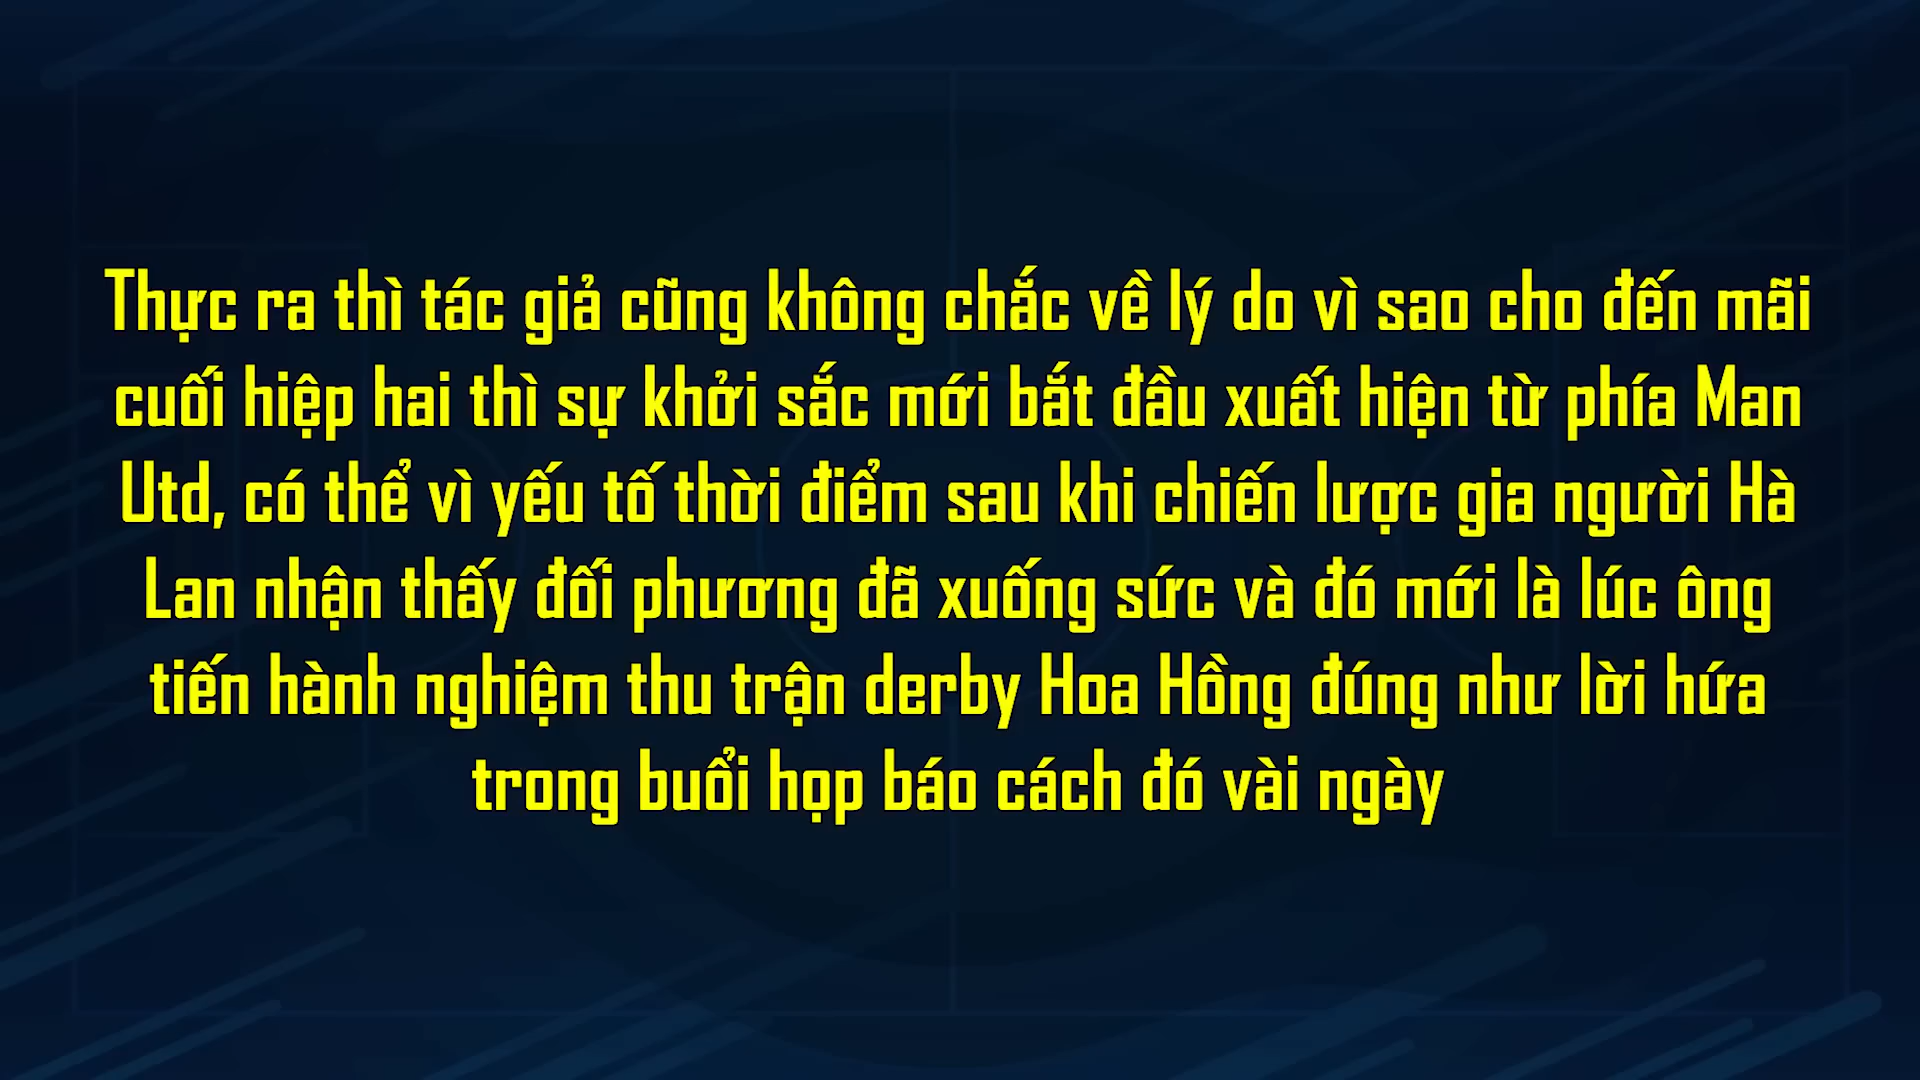 Thực ra thì tác giả cũng không chắc về lý do vì sao cho đến mãi
cuối hiệp hai thì sự khởi sắc mới bắt đầu xuất hiện từ phía Man
Utd, có thể vì yếu tố thời điểm sau khi chiến lược gia người Hà
Lan nhận thấy đối phương đã xuống sức và đó mới là lúc ông
tiến hành nghiệm thu trận derby Hoa Hồng đúng như lời hứa
trong buổi họp báo cách đó vài ngày